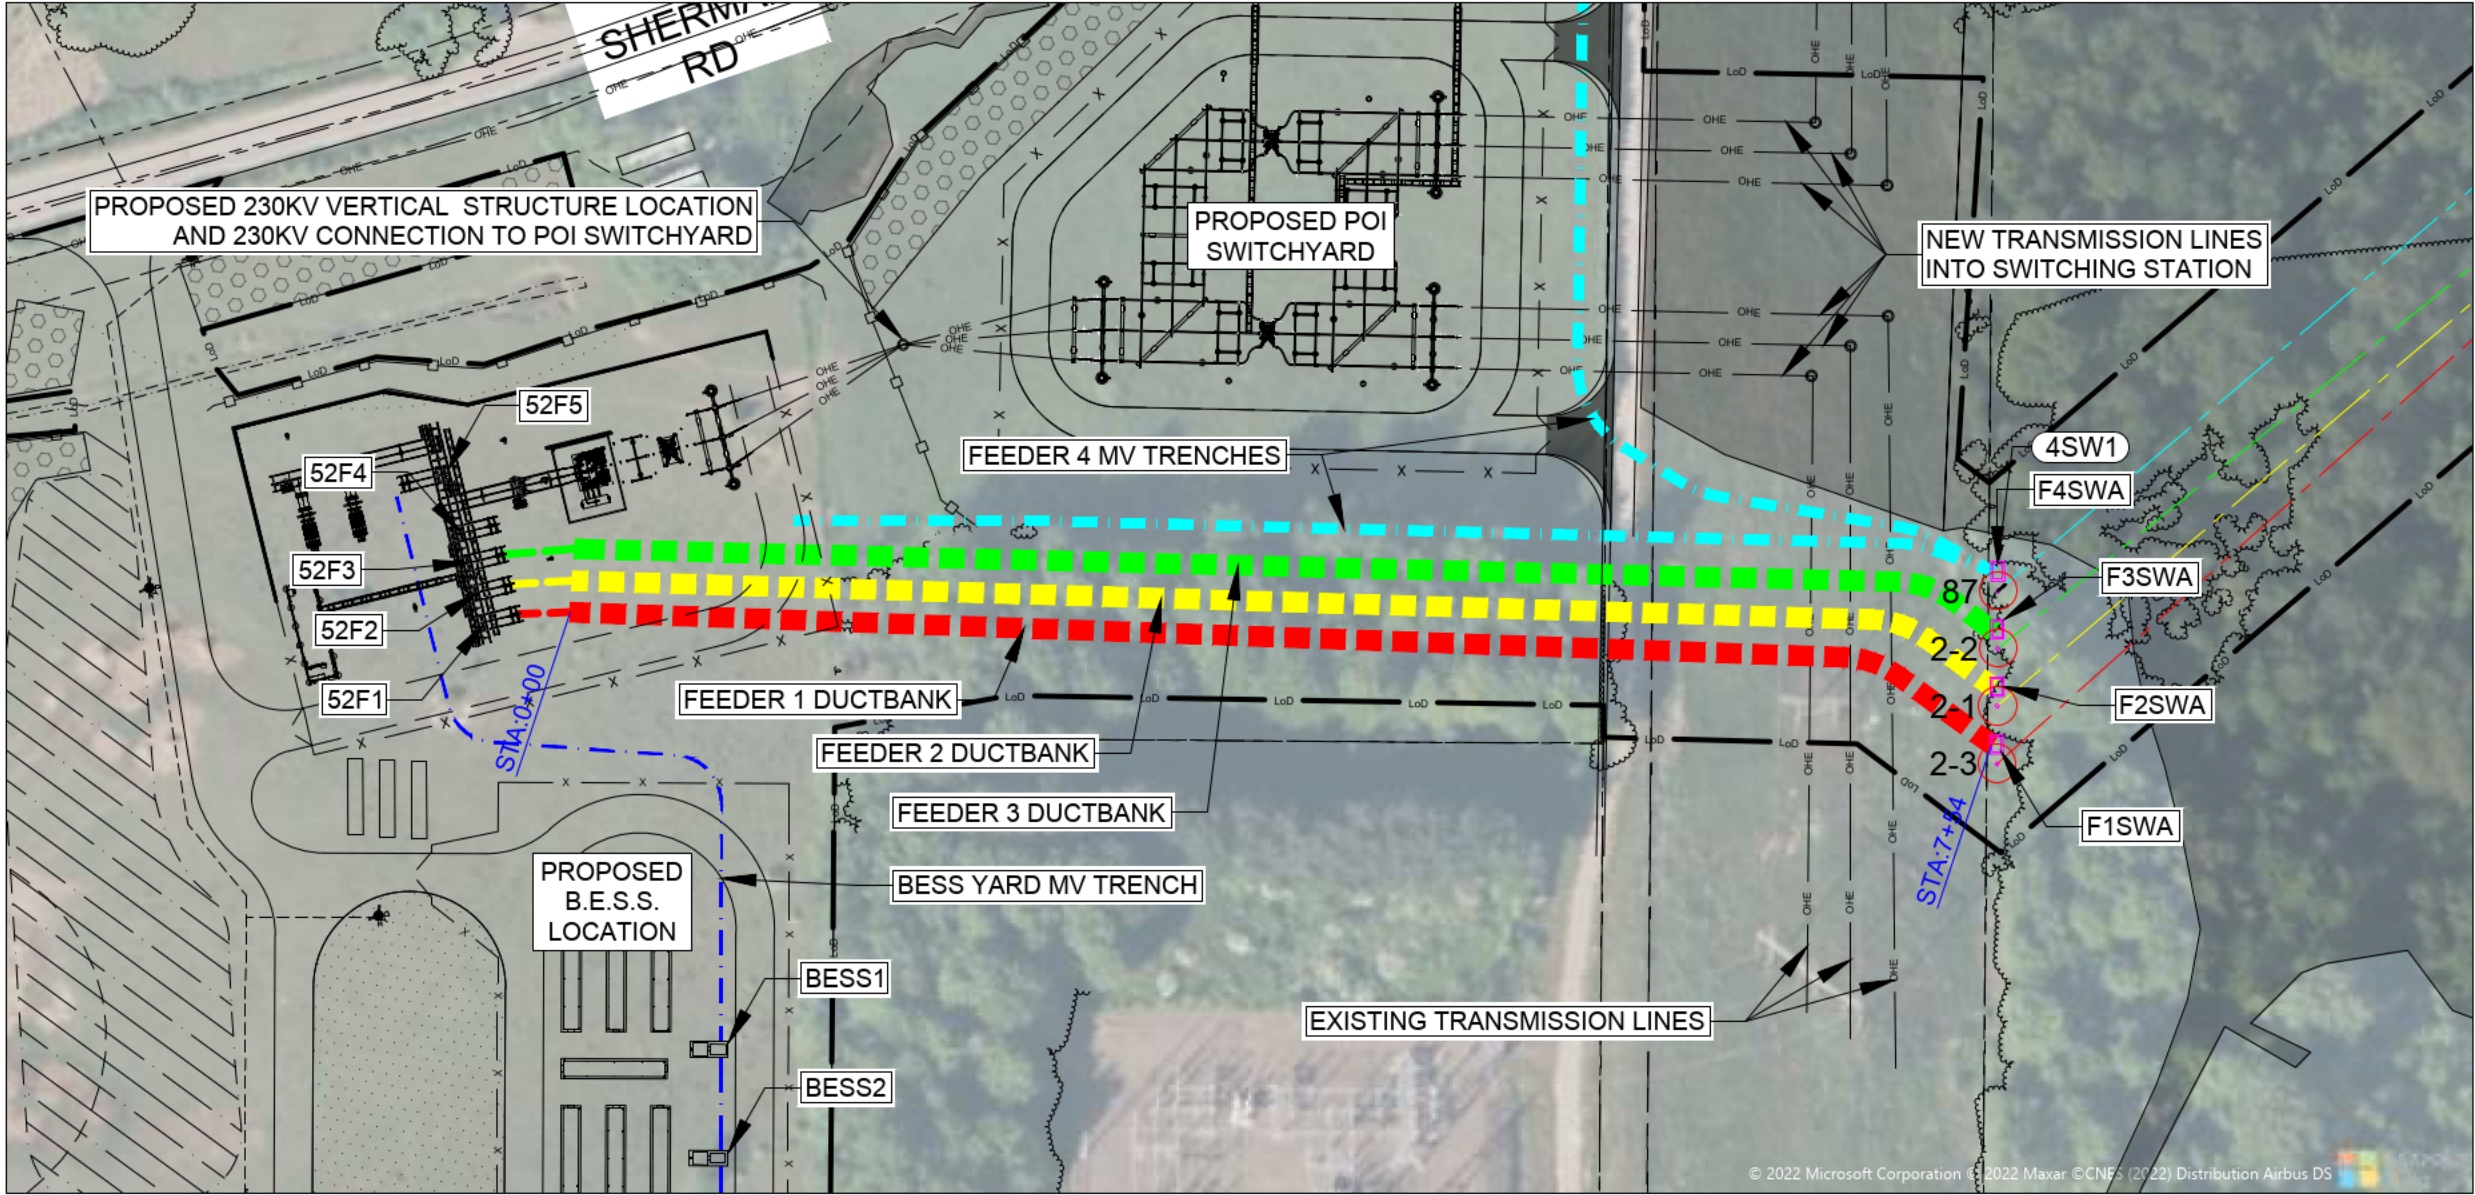 SHERMA
RD
PROPOSED 230KV VERTICAL STRUCTURE LOCATION
AND 230KV CONNECTION TO POI SWITCHYARD
PROPOSED POI
SWITCHYARD
NEW TRANSMISSION LINES
INTO SWITCHING STATION
52F5
52F4
52F3
52F2
52F1
FEEDER 4 MV TRENCHES
4SW1
F4SWA
F3SWA
F2SWA
F1SWA
87
2-2
2-1
2-3
STA:0+00
STA:7+54
FEEDER 1 DUCTBANK
FEEDER 2 DUCTBANK
FEEDER 3 DUCTBANK
BESS YARD MV TRENCH
PROPOSED
B.E.S.S.
LOCATION
BESS1
BESS2
EXISTING TRANSMISSION LINES
OHE
LoD
X
© 2022 Microsoft Corporation © 2022 Maxar ©CNES (2022) Distribution Airbus DS